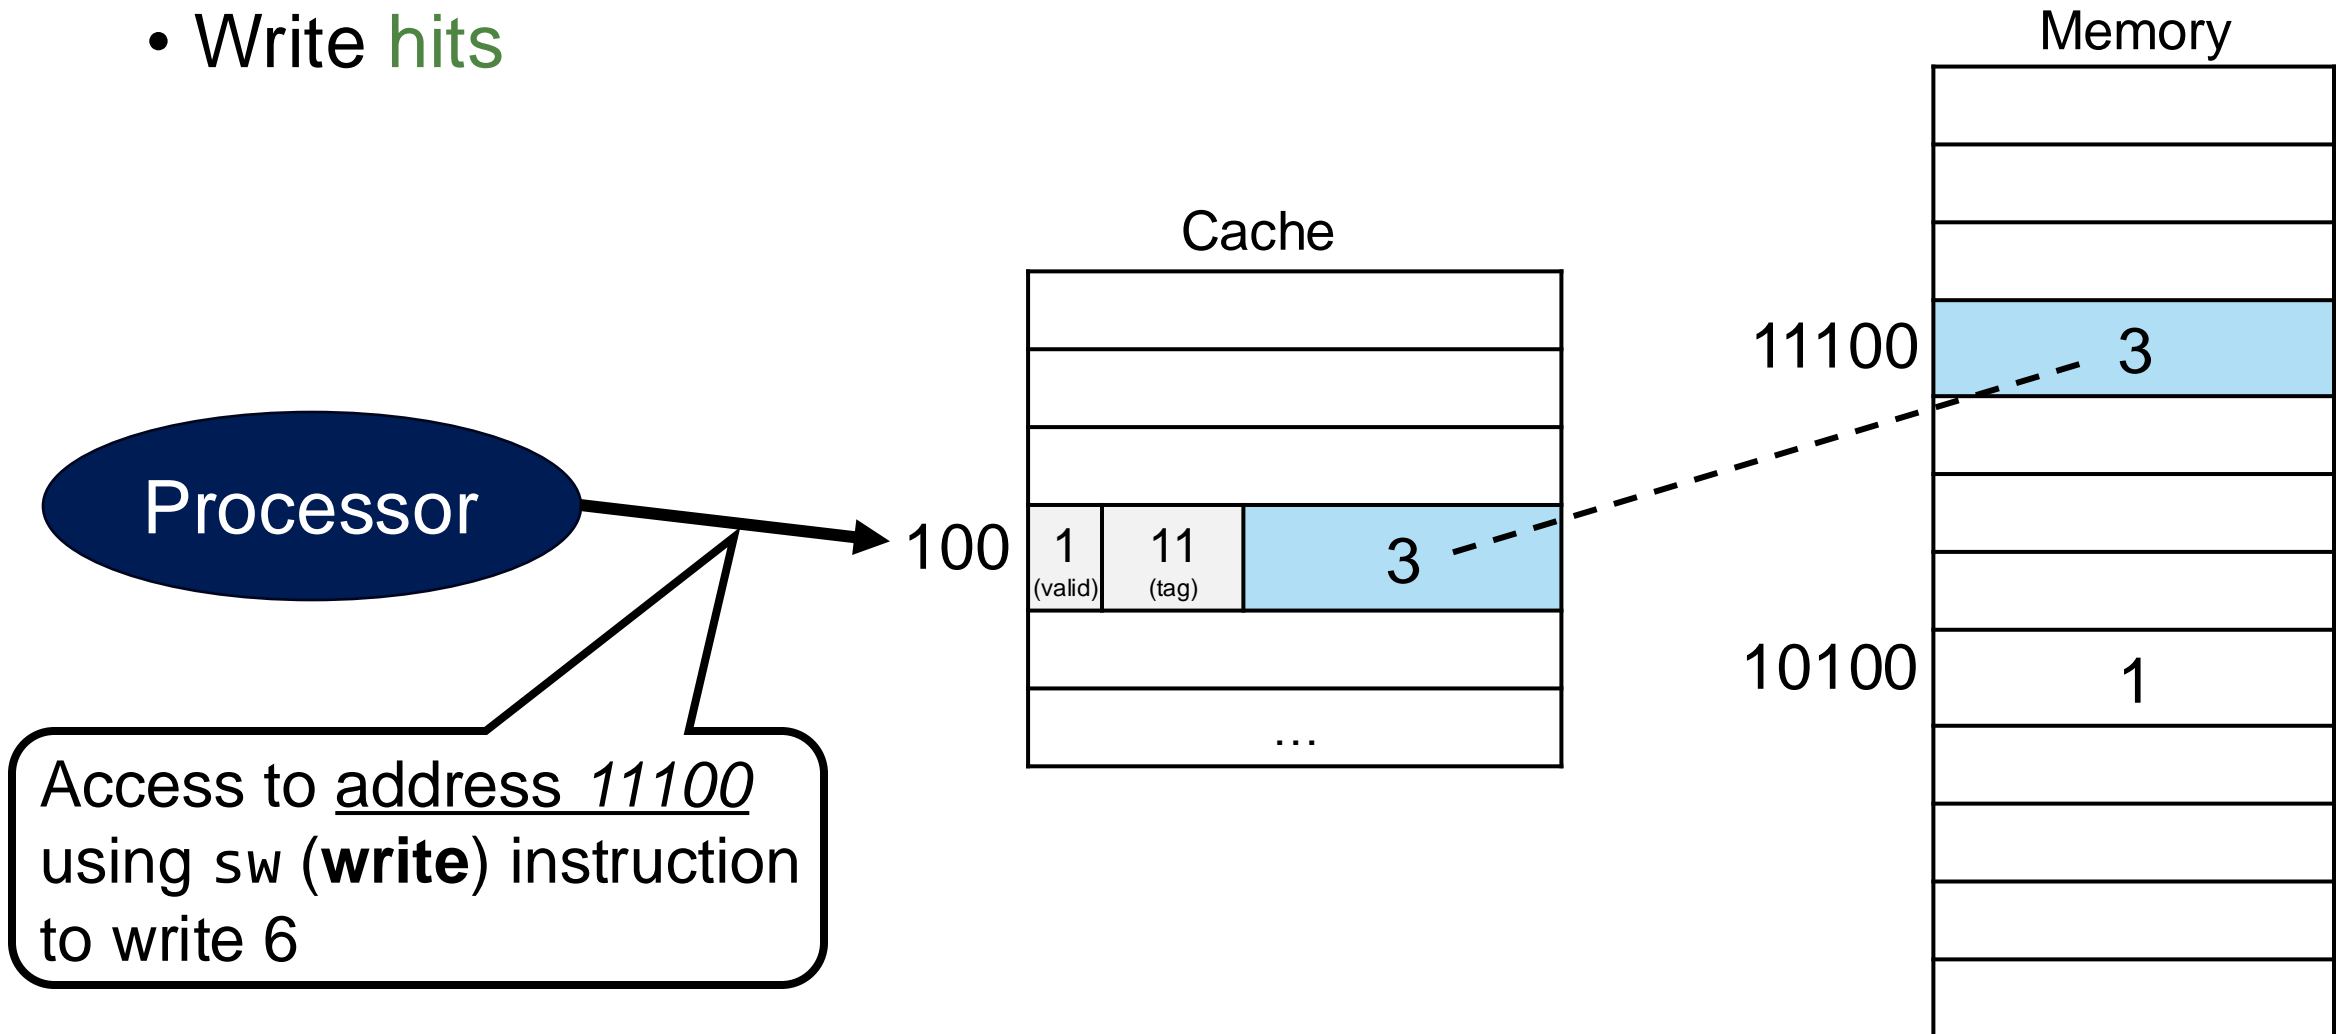 • Write hits
Memory
Cache
11100
3
Processor
100
1
(valid)
11
(tag)
3
10100
1
…
Access to address 11100
using sw (write) instruction
to write 6